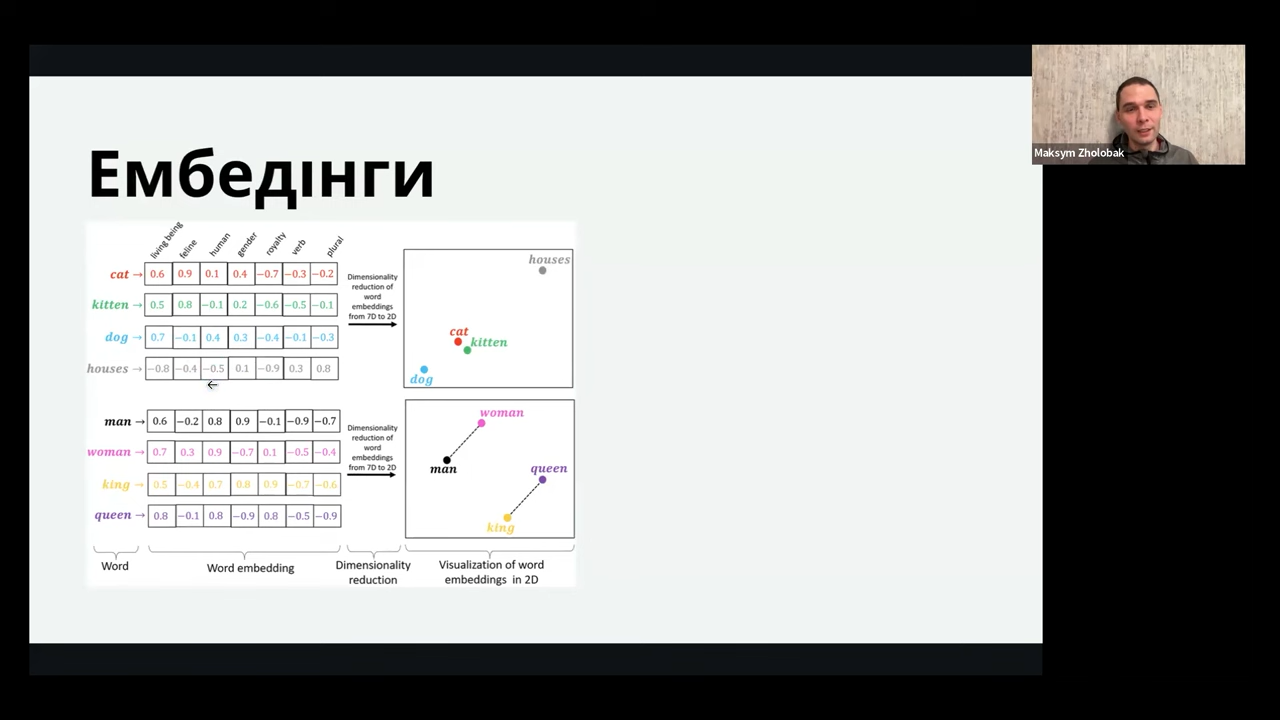 Maksym Zholobak
Ембедінги
living being feline human gender royalty verb plural
cat → 0.6 0.9 0.1 0.4 −0.7 −0.3 −0.2
kitten → 0.5 0.8 −0.1 0.2 −0.6 −0.5 −0.1
dog → 0.7 −0.1 0.4 0.3 −0.4 −0.1 −0.3
houses → −0.8 −0.4 −0.5 0.1 −0.9 0.3 0.8
Dimensionality
reduction of
word
embeddings
from 7D to 2D
houses
cat
kitten
dog
man → 0.6 −0.2 0.8 0.9 −0.1 −0.9 −0.7
woman → 0.7 0.3 0.9 −0.7 0.1 −0.5 −0.4
king → 0.5 −0.4 0.7 0.8 0.9 −0.7 −0.6
queen → 0.8 −0.1 0.8 −0.9 0.8 −0.5 −0.9
Dimensionality
reduction of
word
embeddings
from 7D to 2D
woman
man
queen
king
Word
Word embedding
Dimensionality
reduction
Visualization of word
embeddings in 2D